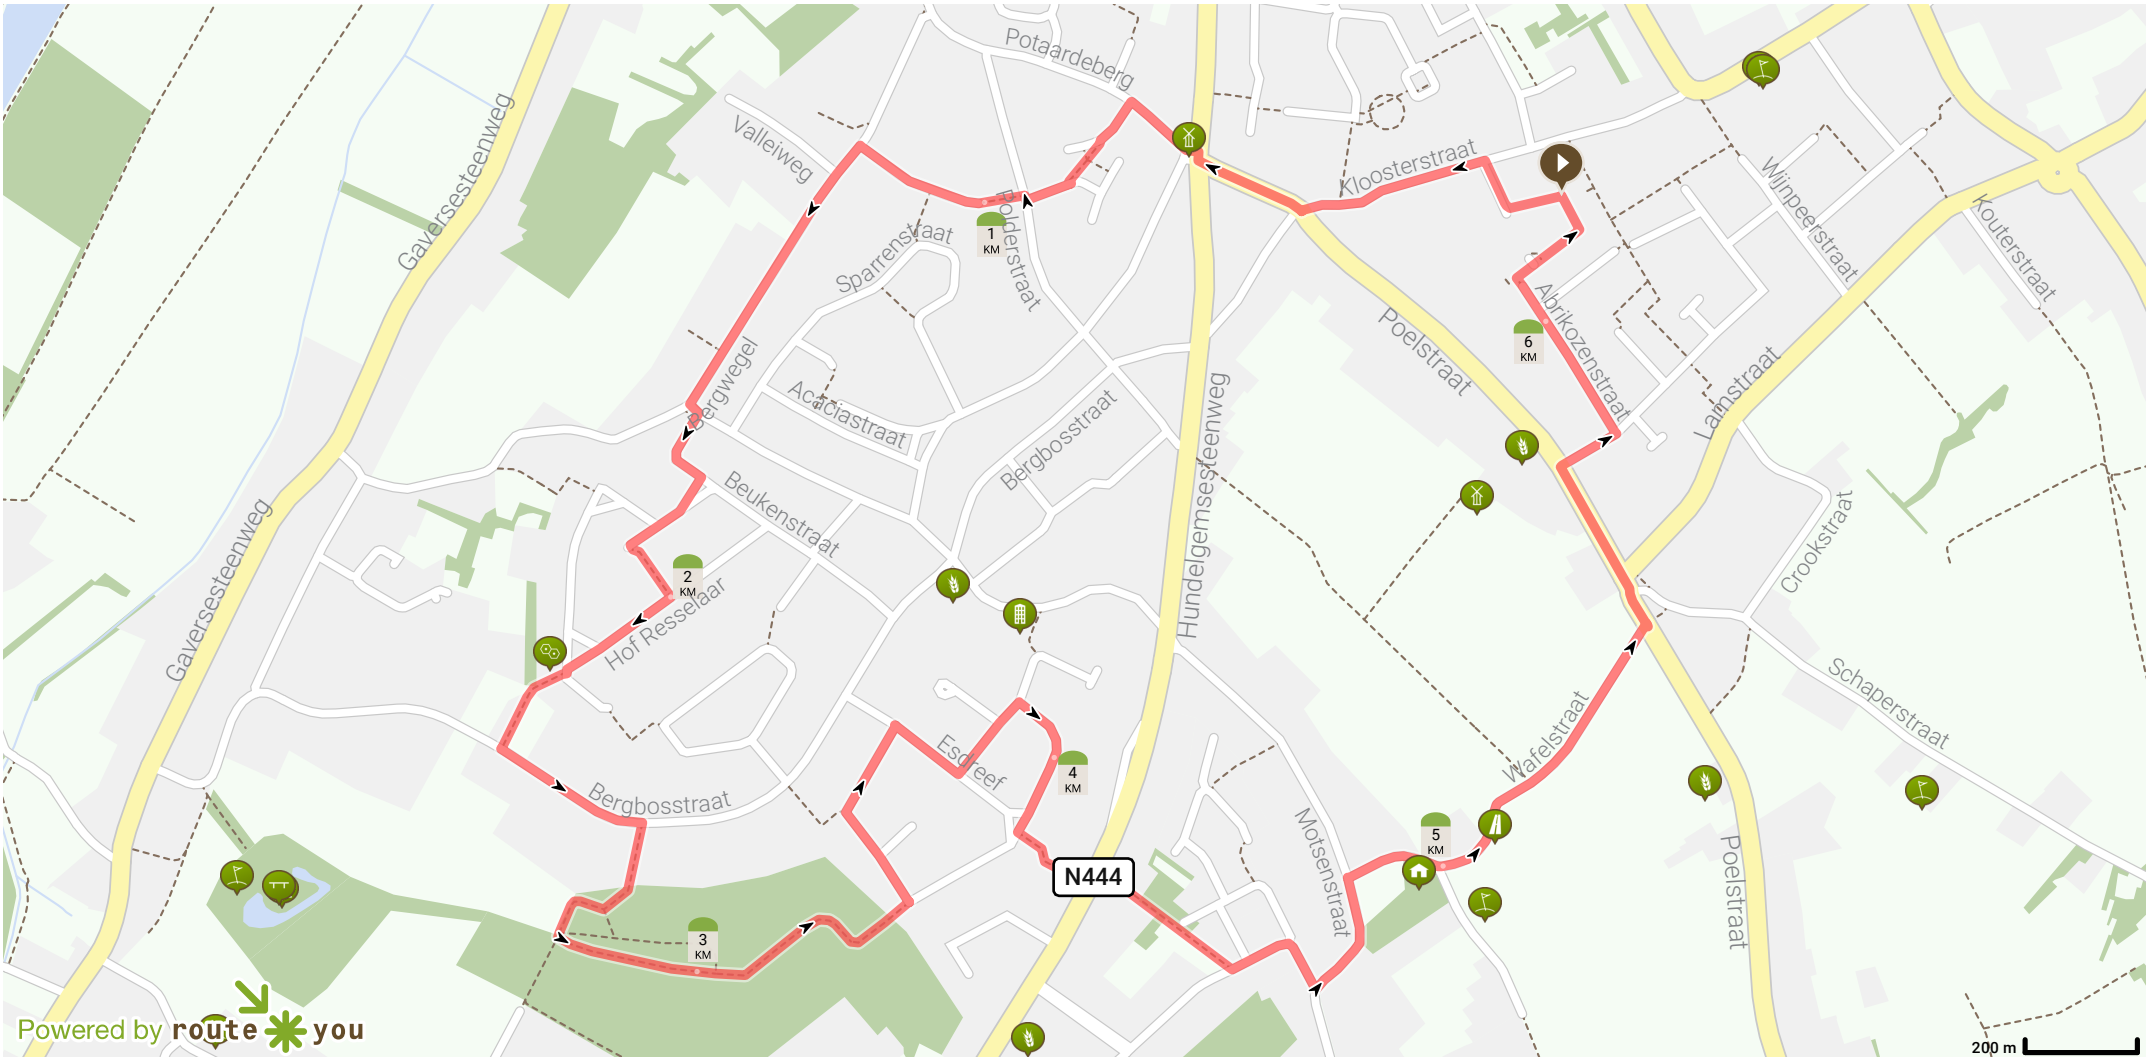 Potaardeberg
Valleiweg
Gaversesteenweg
Kloosterstraat
Wijnpeerstraat
Kouterstraat
Polderstraat
1
KM
Sparrenstraat
Abrikozenstraat
Poelstraat
6
KM
Bergwegel
Acaciastraat
Bergbosstraat
Hundelgemsesteenweg
Lamstraat
Beukenstraat
Crookstraat
Gaversesteenweg
2
KM
Hof Resselaar
Schaperstraat
Wafelstraat
Esdreef
4
KM
Bergbosstraat
Motsenstraat
5
KM
Poelstraat
N444
3
KM
Powered by routeyou
200 m